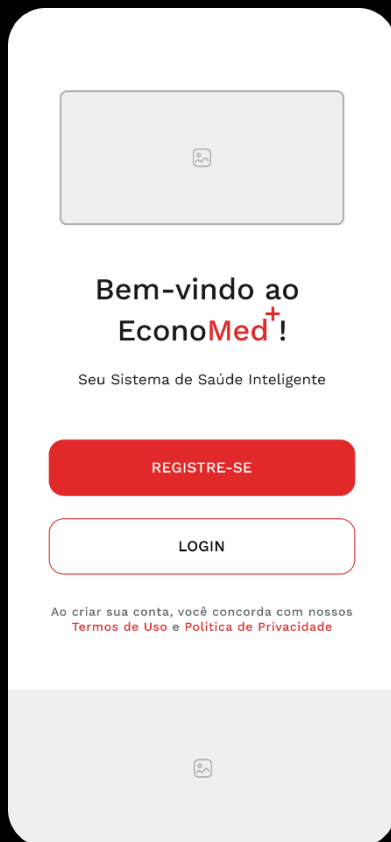 Bem-vindo ao
EconoMed+!
Seu Sistema de Saúde Inteligente
REGISTRE-SE
LOGIN
Ao criar sua conta, você concorda com nossos
Termos de Uso e Política de Privacidade